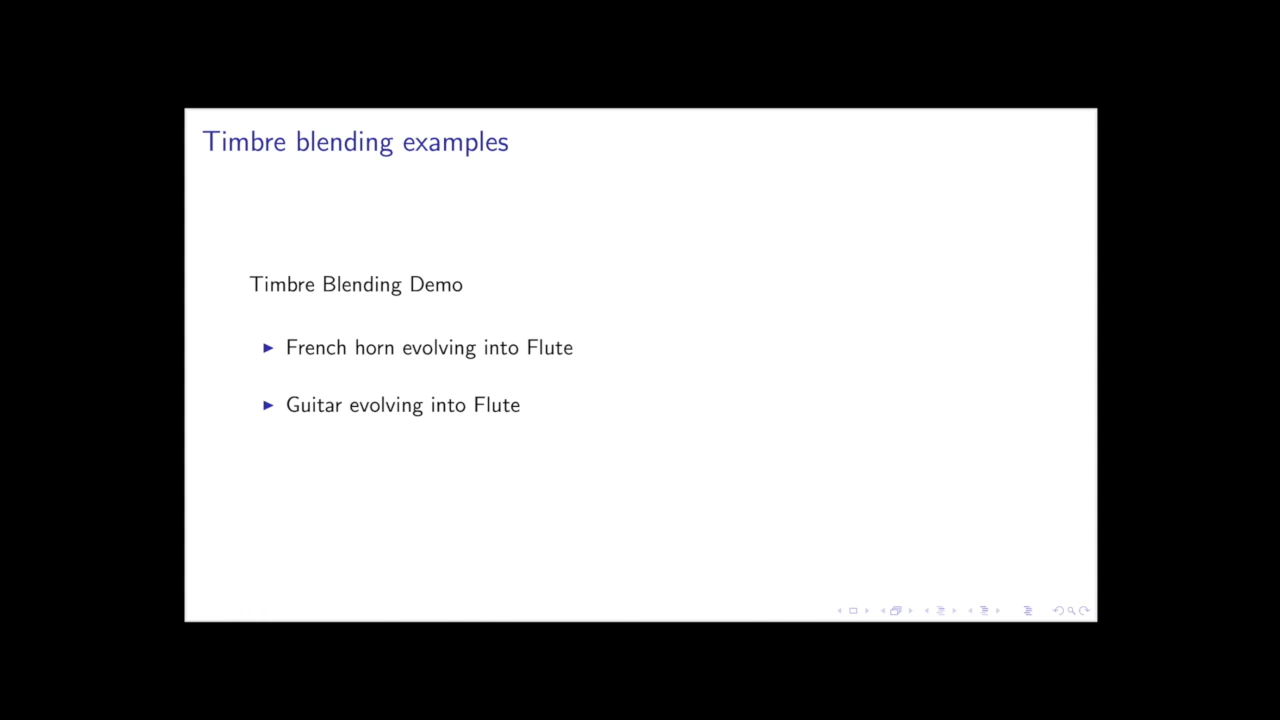 Timbre blending examples
Timbre Blending Demo
French horn evolving into Flute
Guitar evolving into Flute